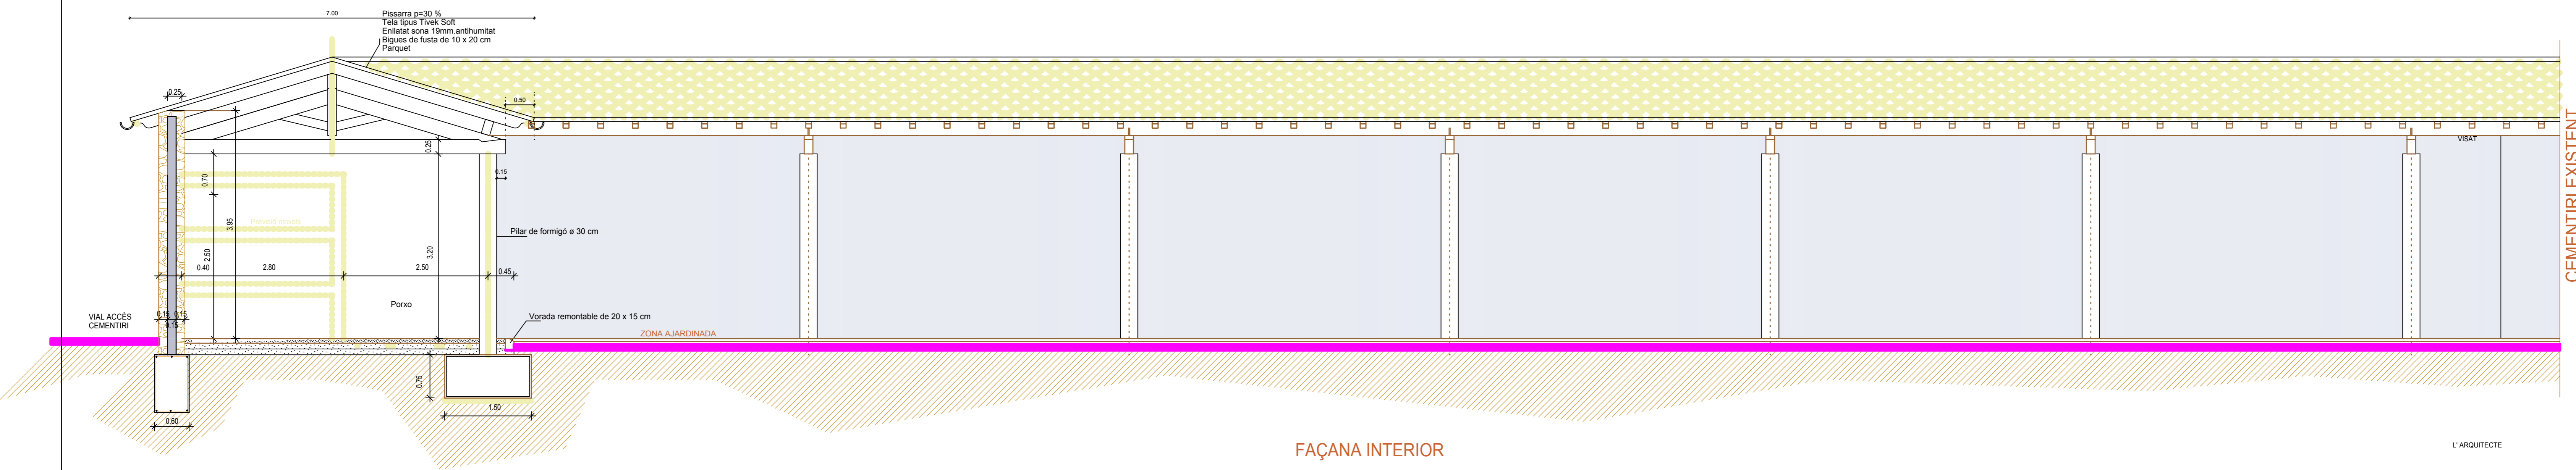 7.00
Pissarra p=30 %
Tela tipus Tivek Soft
Enllatat sona 19mm.antihumitat
Bigues de fusta de 10 x 20 cm
Parquet
0.25
0.50
0.25
0.15
0.70
3.95
2.50
3.20
Previsió ninxols
Pilar de formigó ø 30 cm
0.40
2.80
2.50
0.45
Porxo
VIAL ACCÈS
CEMENTIRI
0.15
0.15
0.15
Vorada remontable de 20 x 15 cm
ZONA AJARDINADA
0.75
1.50
0.60
VISAT
CEMENTIRI EXISTENT
FAÇANA INTERIOR
L' ARQUITECTE